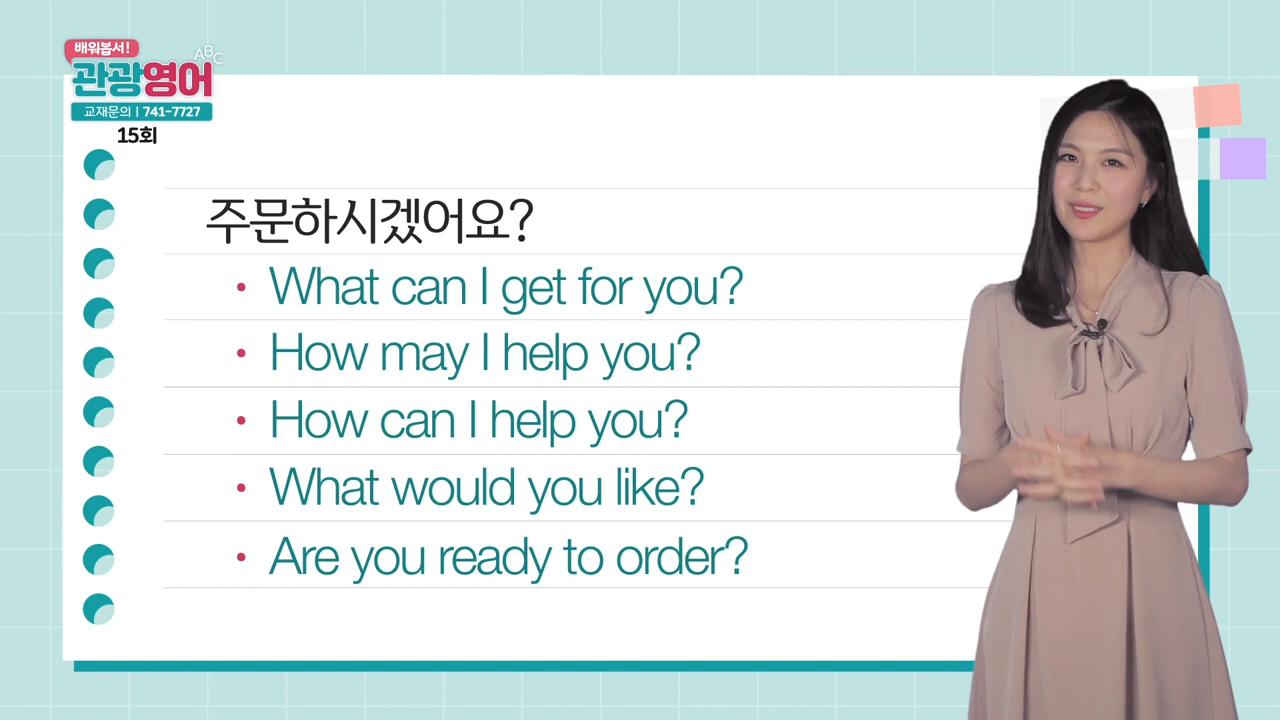 배워봅서!
ABC
관광영어
교재문의 | 741-7727
15회
주문하시겠어요?
• What can I get for you?
• How may I help you?
• How can I help you?
• What would you like?
• Are you ready to order?